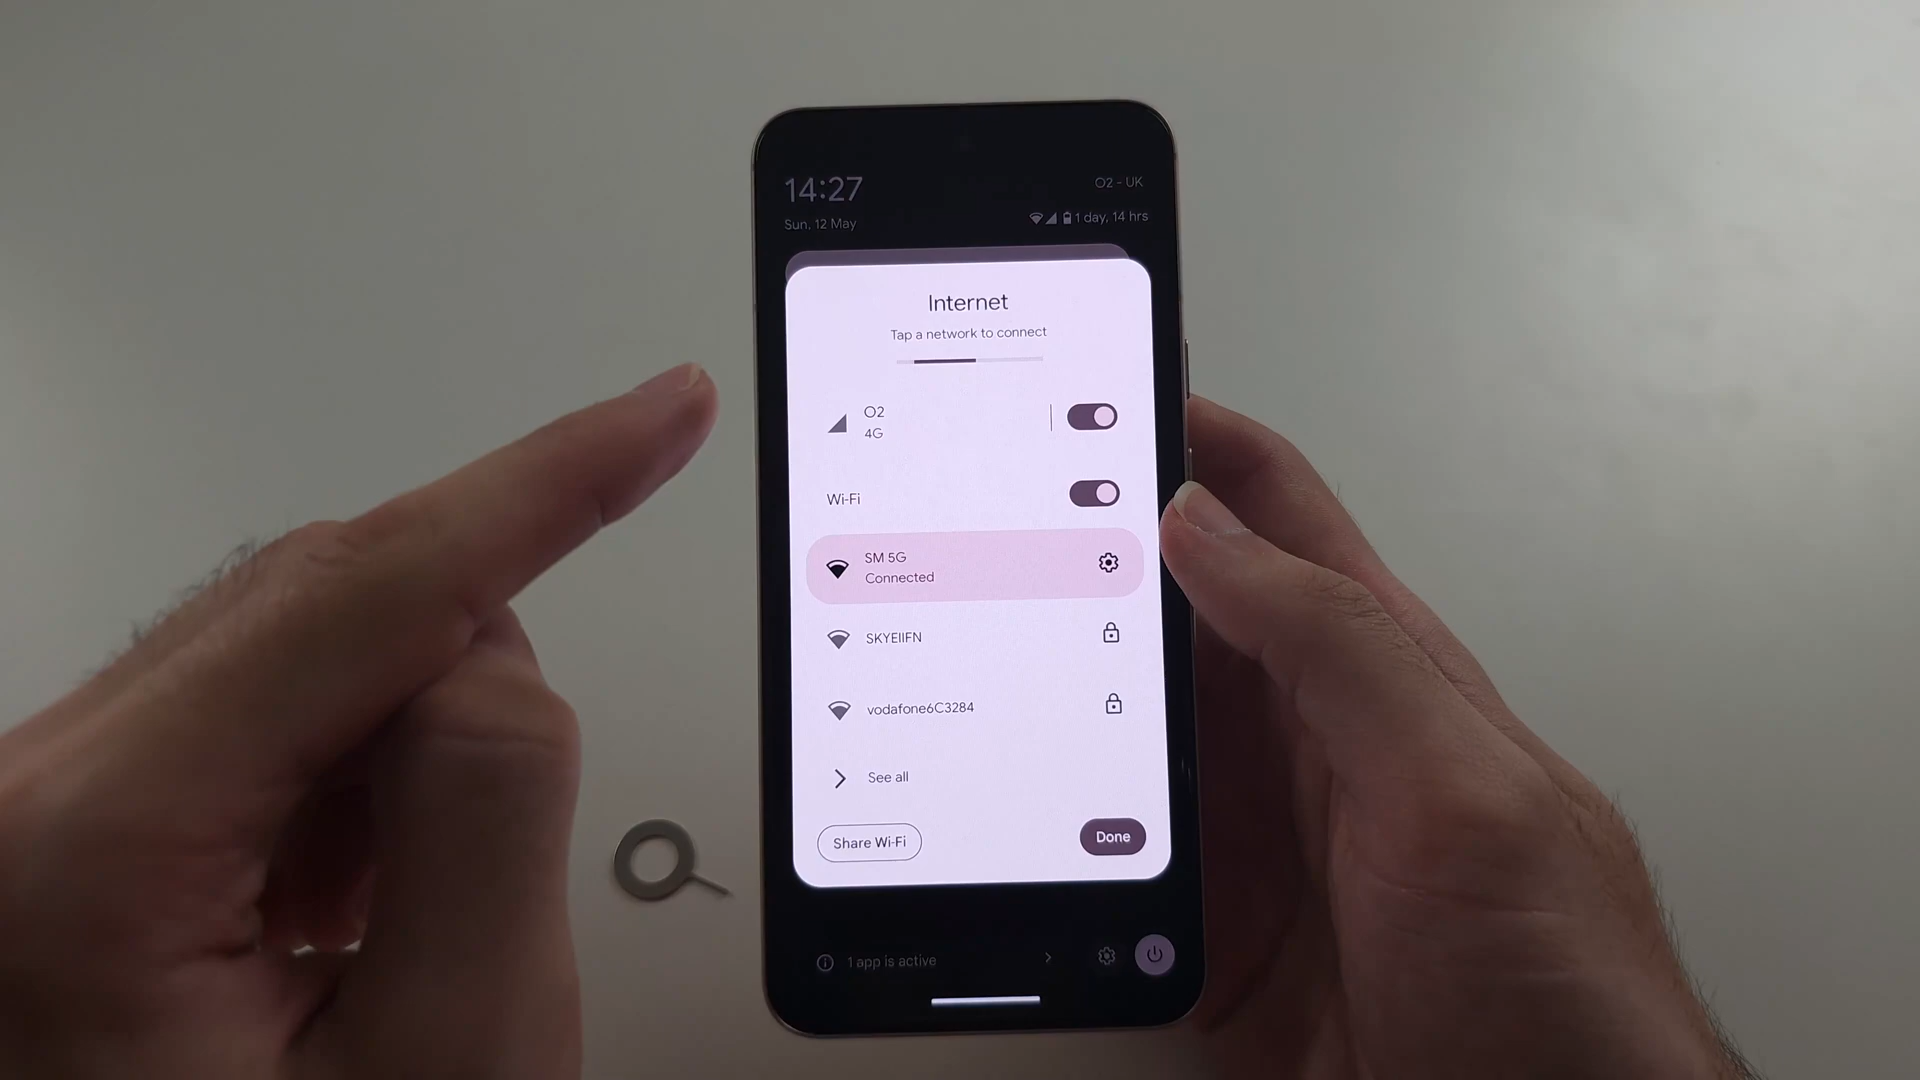 14:27
O2 - UK
Sun, 12 May
1 day, 14 hrs
Internet
Tap a network to connect
O2
4G
Wi-Fi
SM 5G
Connected
SKYEIIFN
vodafone6C3284
See all
Share Wi-Fi
Done
1 app is active